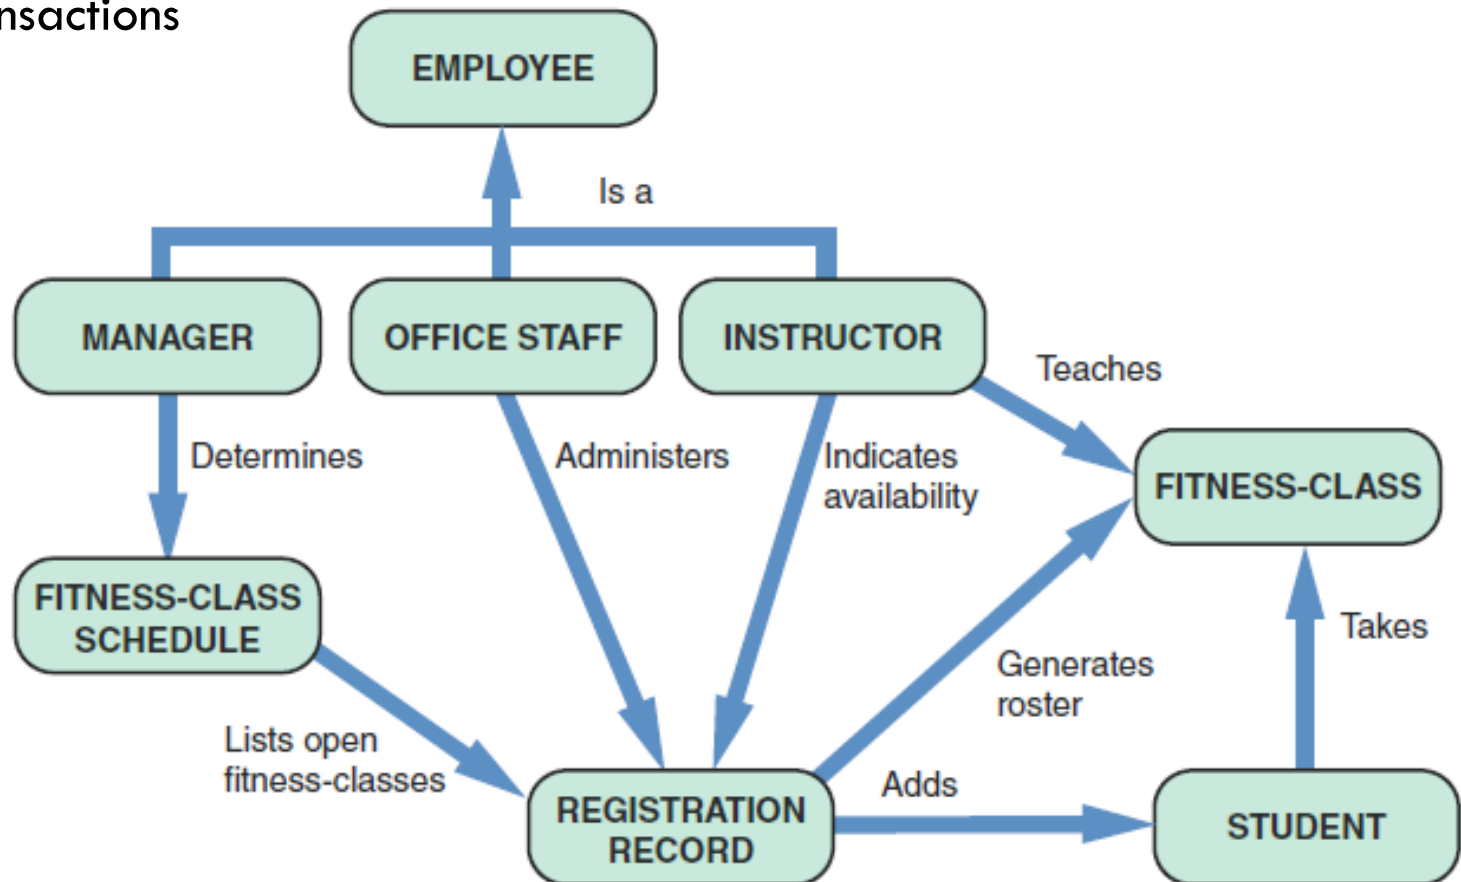 EMPLOYEE
Is a
MANAGER
OFFICE STAFF
INSTRUCTOR
Teaches
Determines
Administers
Indicates
availability
FITNESS-CLASS
FITNESS-CLASS
SCHEDULE
Takes
Generates
roster
Lists open
fitness-classes
Adds
REGISTRATION
RECORD
STUDENT